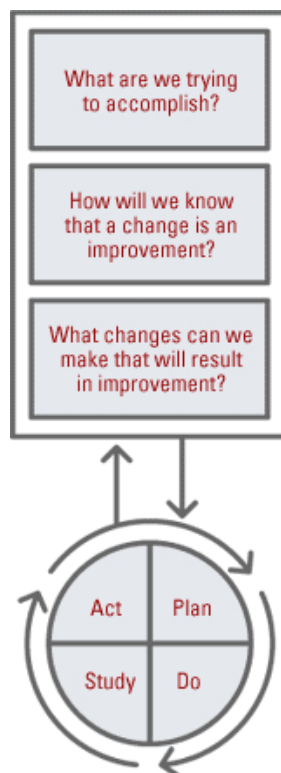 What are we trying
to accomplish?
How will we know
that a change is an
improvement?
What changes can we
make that will result
in improvement?
Act
Plan
Study
Do